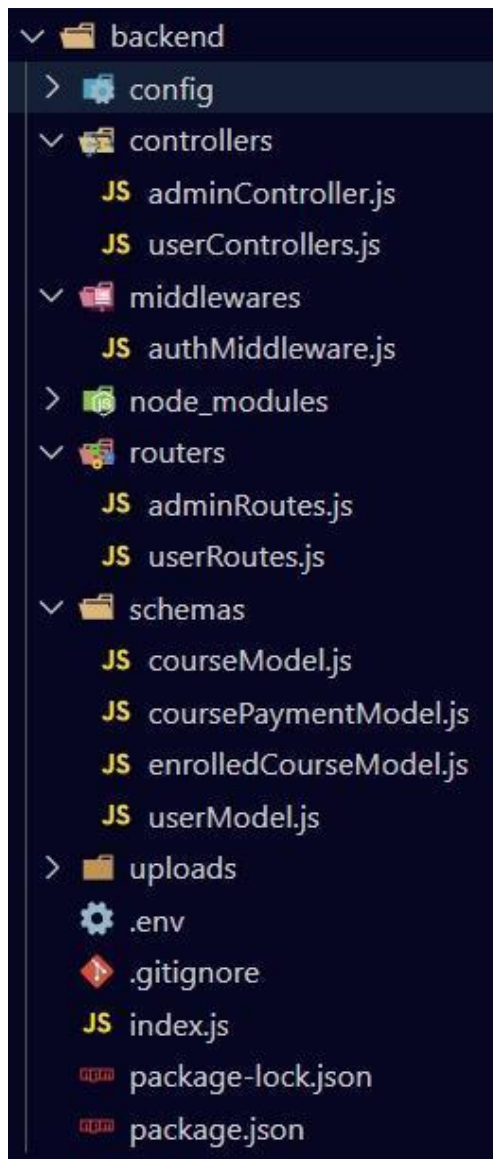 backend
config
controllers
JS adminController.js
JS userControllers.js
middlewares
JS authMiddleware.js
node_modules
routers
JS adminRoutes.js
JS userRoutes.js
schemas
JS courseModel.js
JS coursePaymentModel.js
JS enrolledCourseModel.js
JS userModel.js
uploads
.env
.gitignore
JS index.js
package-lock.json
package.json